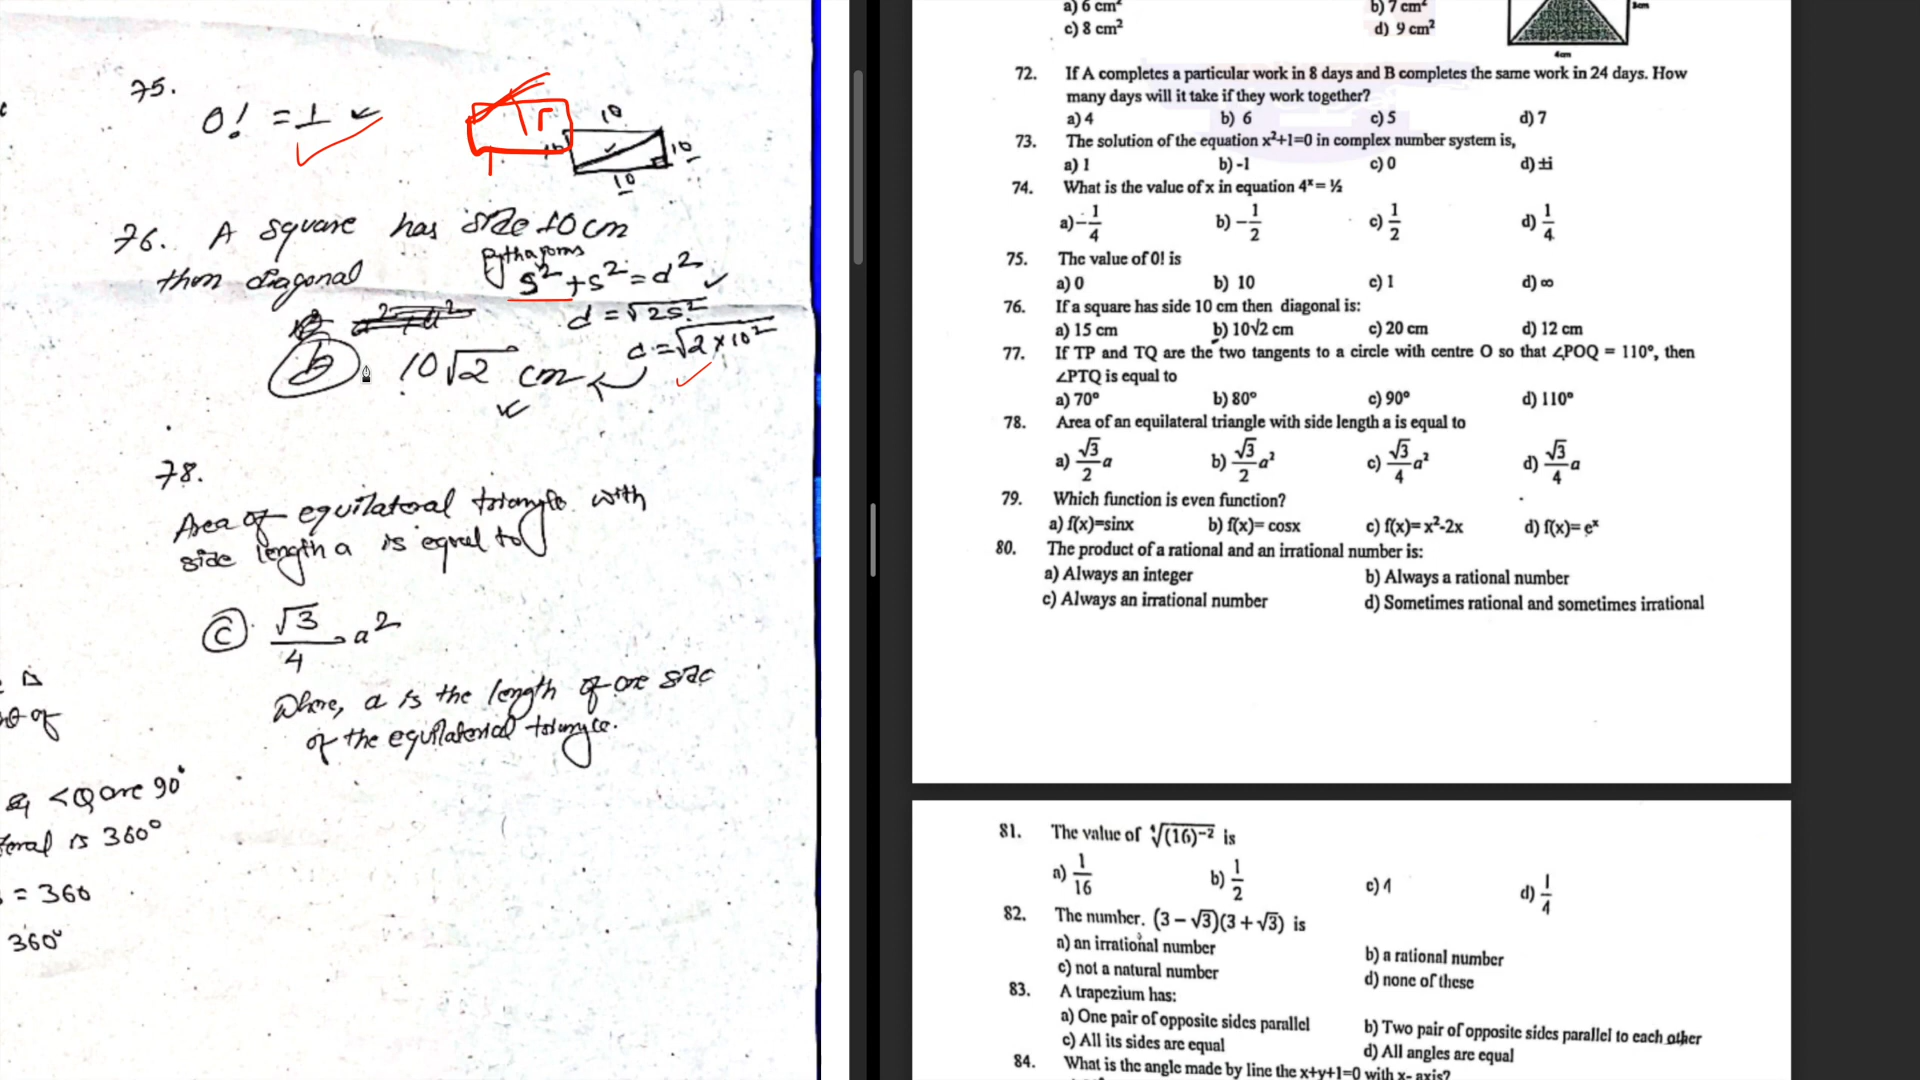 75.
0! = 1
10
10
10
76. A square has side 10 cm
then diagonal
s² + s² = d²
d = √2s²
d = √2 × 10²
b 10√2 cm
78.
Area of equilateral triangle with
side length a is equal to
C √3/4 a²
Where, a is the length of one side
of the equilaterial triangle.
<Q are 90°
is 360°
= 360
360°
a) 6 cm² b) 7 cm²
c) 8 cm² d) 9 cm²
3cm
4cm
72. If A completes a particular work in 8 days and B completes the same work in 24 days. How
many days will it take if they work together?
a) 4 b) 6 c) 5 d) 7
73. The solution of the equation x²+1=0 in complex number system is,
a) 1 b) -1 c) 0 d) ±i
74. What is the value of x in equation 4ˣ = ½
a) -1/4 b) -1/2 c) 1/2 d) 1/4
75. The value of 0! is
a) 0 b) 10 c) 1 d) ∞
76. If a square has side 10 cm then diagonal is:
a) 15 cm b) 10√2 cm c) 20 cm d) 12 cm
77. If TP and TQ are the two tangents to a circle with centre O so that ∠POQ = 110°, then
∠PTQ is equal to
a) 70° b) 80° c) 90° d) 110°
78. Area of an equilateral triangle with side length a is equal to
a) √3/2 a b) √3/2 a² c) √3/4 a² d) √3/4 a
79. Which function is even function?
a) f(x)=sinx b) f(x)= cosx c) f(x)= x²-2x d) f(x)= eˣ
80. The product of a rational and an irrational number is:
a) Always an integer b) Always a rational number
c) Always an irrational number d) Sometimes rational and sometimes irrational
81. The value of ⁴√(16)⁻² is
a) 1/16 b) 1/2 c) 4 d) 1/4
82. The number. (3 − √3)(3 + √3) is
a) an irrational number b) a rational number
c) not a natural number d) none of these
83. A trapezium has:
a) One pair of opposite sides parallel b) Two pair of opposite sides parallel to each other
c) All its sides are equal d) All angles are equal
84. What is the angle made by line the x+y+1=0 with x- axis?